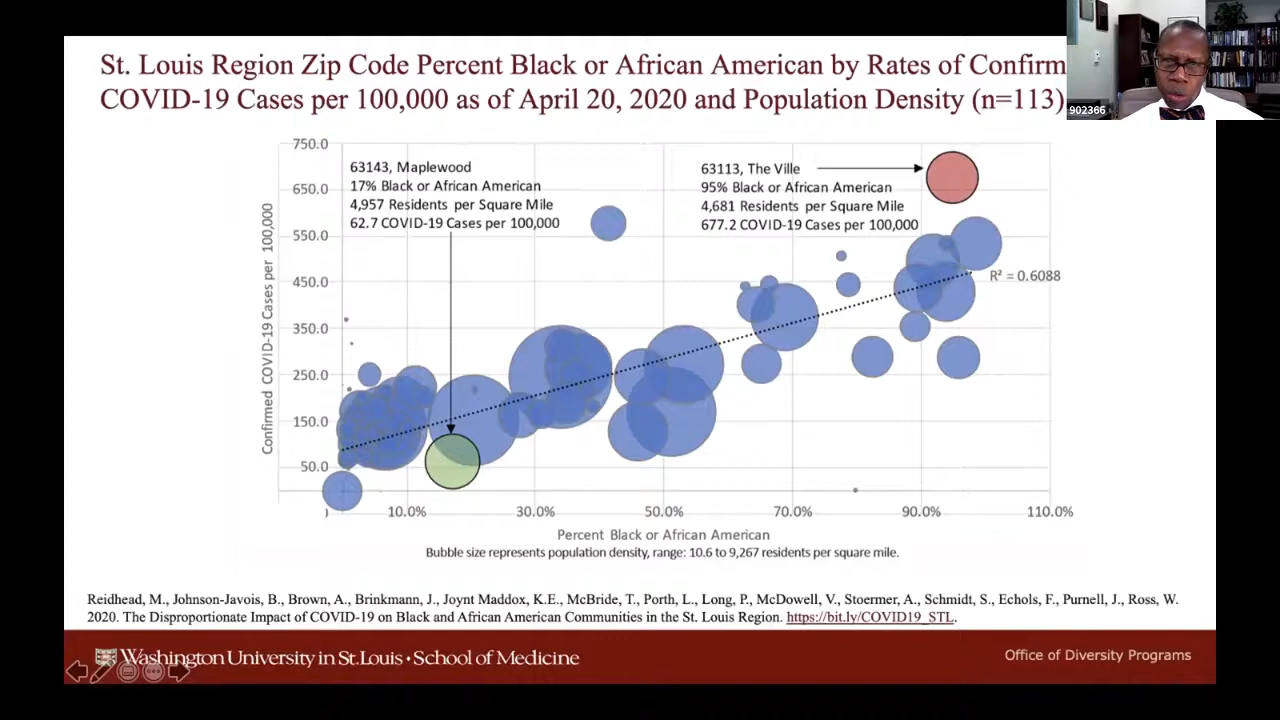 St. Louis Region Zip Code Percent Black or African American by Rates of Confirm
COVID-19 Cases per 100,000 as of April 20, 2020 and Population Density (n=113)
902366
750.0
650.0
550.0
450.0
350.0
250.0
150.0
50.0
Confirmed COVID-19 Cases per 100,000
63143, Maplewood
17% Black or African American
4,957 Residents per Square Mile
62.7 COVID-19 Cases per 100,000
63113, The Ville
95% Black or African American
4,681 Residents per Square Mile
677.2 COVID-19 Cases per 100,000
R² = 0.6088
10.0% 30.0% 50.0% 70.0% 90.0% 110.0%
Percent Black or African American
Bubble size represents population density, range: 10.6 to 9,267 residents per square mile.
Reidhead, M., Johnson-Javois, B., Brown, A., Brinkmann, J., Joynt Maddox, K.E., McBride, T., Porth, L., Long, P., McDowell, V., Stoermer, A., Schmidt, S., Echols, F., Purnell, J., Ross, W.
2020. The Disproportionate Impact of COVID-19 on Black and African American Communities in the St. Louis Region. https://bit.ly/COVID19_STL.
Washington University in St. Louis • School of Medicine
Office of Diversity Programs